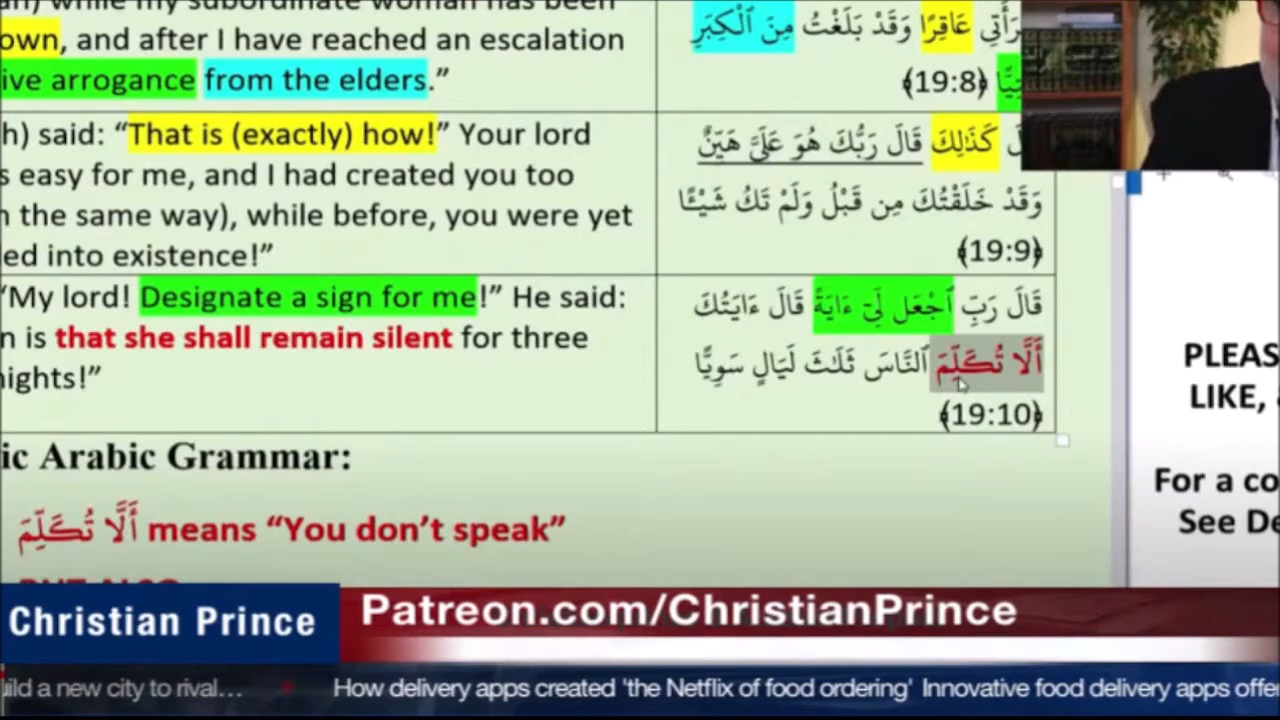 own, and after I have reached an escalation
ive arrogance from the elders.”
عَاقِرًا وَقَدْ بَلَغْتُ مِنَ ٱلْكِبَرِ
﴿19:8﴾
h) said: “That is (exactly) how!” Your lord
s easy for me, and I had created you too
n the same way), while before, you were yet
ed into existence!”
كَذَٰلِكَ قَالَ رَبُّكَ هُوَ عَلَىَّ هَيِّنٌ
وَقَدْ خَلَقْتُكَ مِن قَبْلُ وَلَمْ تَكُ شَيْـًٔا
﴿19:9﴾
“My lord! Designate a sign for me!” He said:
n is that she shall remain silent for three
nights!”
قَالَ رَبِّ ٱجْعَل لِّىٓ ءَايَةً قَالَ ءَايَتُكَ
أَلَّا تُكَلِّمَ ٱلنَّاسَ ثَلَٰثَ لَيَالٍ سَوِيًّا
﴿19:10﴾
ic Arabic Grammar:
أَلَّا تُكَلِّمَ means “You don’t speak”
PLEAS
LIKE,
For a co
See De
Christian Prince
Patreon.com/ChristianPrince
uild a new city to rival... • How delivery apps created 'the Netflix of food ordering' Innovative food delivery apps offe